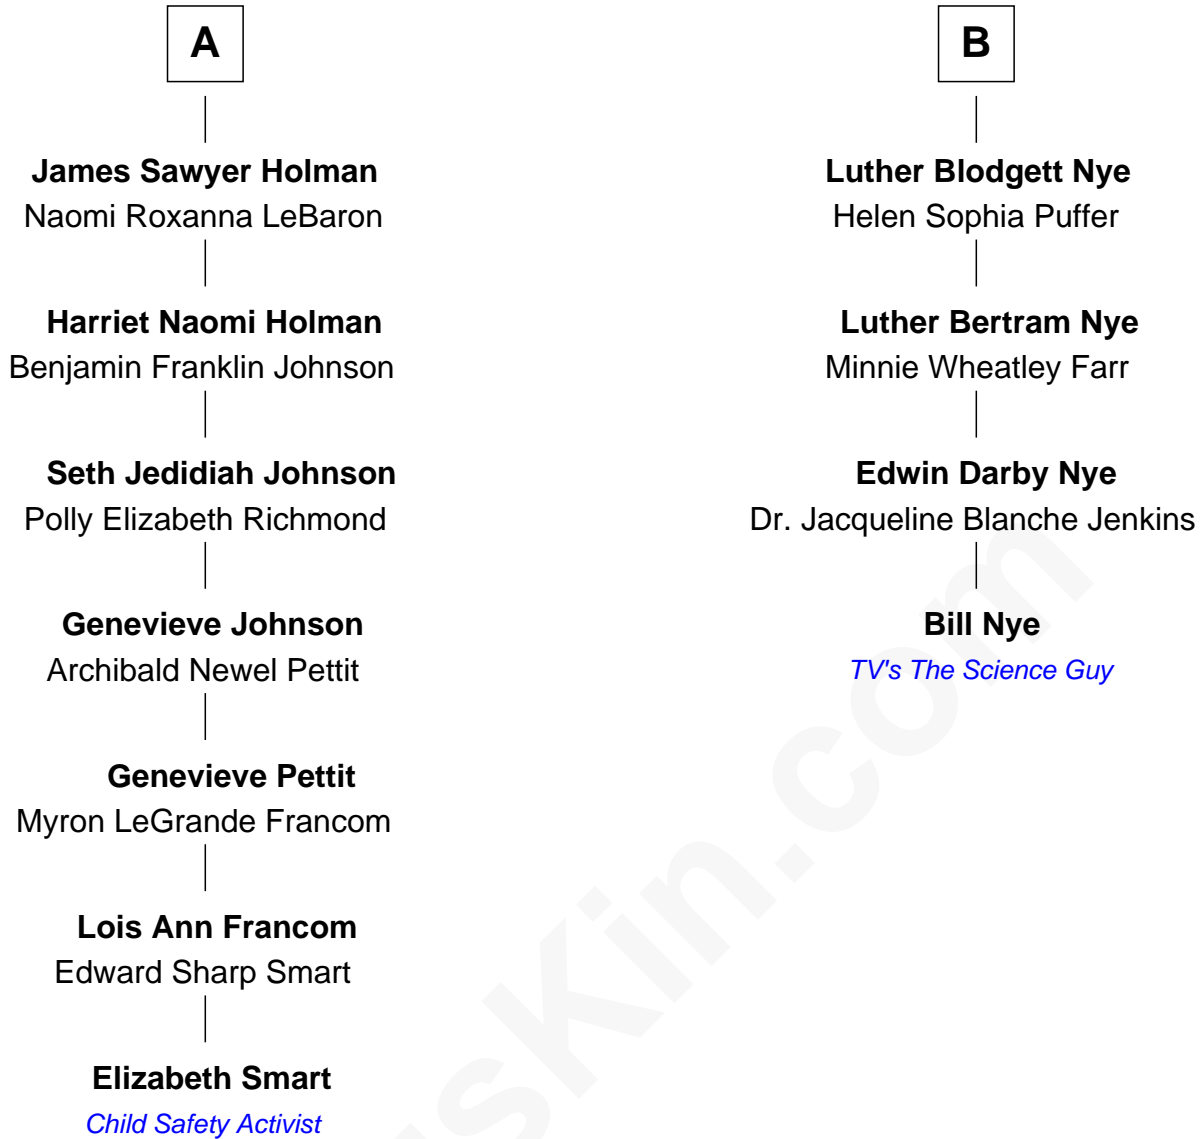 A
James Sawyer Holman
Naomi Roxanna LeBaron
Harriet Naomi Holman
Benjamin Franklin Johnson
Seth Jedidiah Johnson
Polly Elizabeth Richmond
Genevieve Johnson
Archibald Newel Pettit
Genevieve Pettit
Myron LeGrande Francom
Lois Ann Francom
Edward Sharp Smart
Elizabeth Smart
Child Safety Activist
B
Luther Blodgett Nye
Helen Sophia Puffer
Luther Bertram Nye
Minnie Wheatley Farr
Edwin Darby Nye
Dr. Jacqueline Blanche Jenkins
Bill Nye
TV's The Science Guy